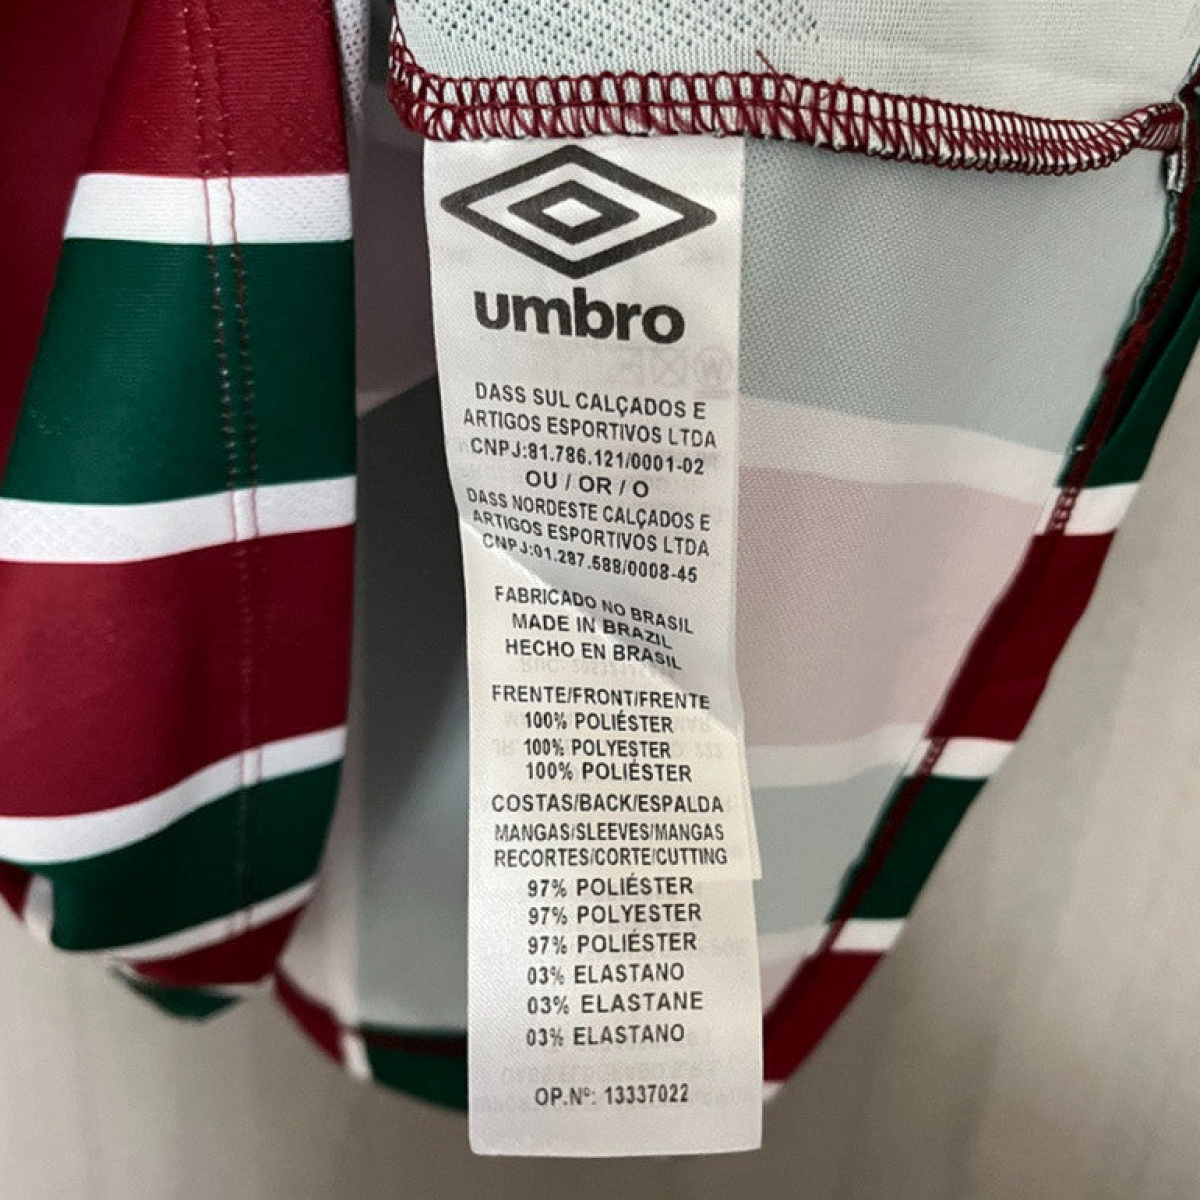 umbro
DASS SUL CALÇADOS E
ARTIGOS ESPORTIVOS LTDA
CNPJ:81.786.121/0001-02
OU / OR / O
DASS NORDESTE CALÇADOS E
ARTIGOS ESPORTIVOS LTDA
CNPJ:01.287.588/0008-45
FABRICADO NO BRASIL
MADE IN BRAZIL
HECHO EN BRASIL
FRENTE/FRONT/FRENTE
100% POLIÉSTER
100% POLYESTER
100% POLIÉSTER
COSTAS/BACK/ESPALDA
MANGAS/SLEEVES/MANGAS
RECORTES/CORTE/CUTTING
97% POLIÉSTER
97% POLYESTER
97% POLIÉSTER
03% ELASTANO
03% ELASTANE
03% ELASTANO
OP.Nº: 13337022